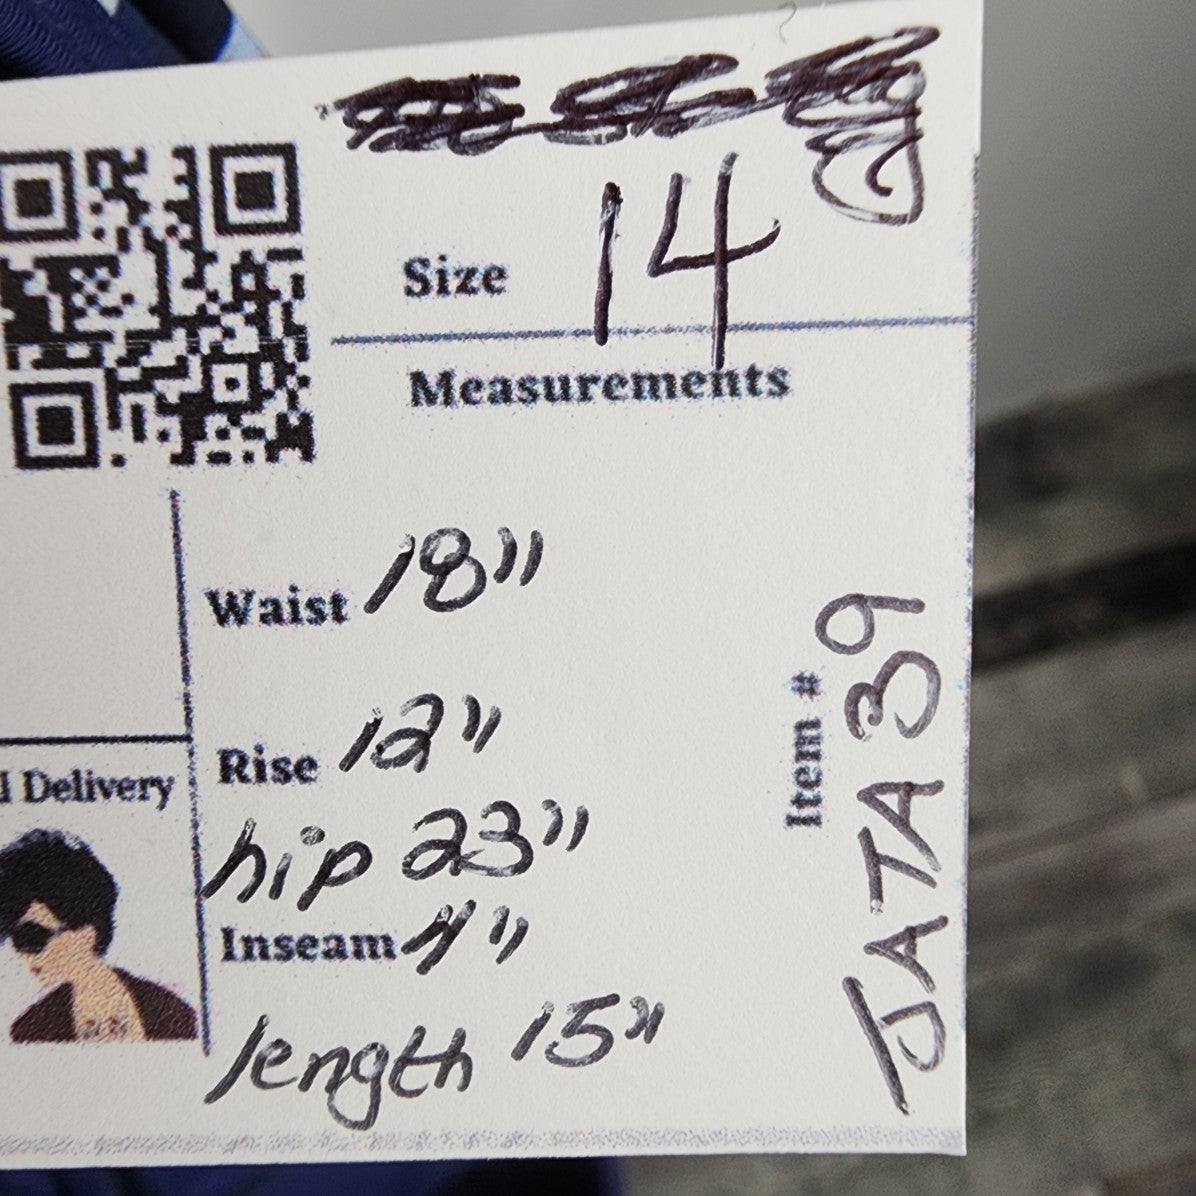 Size 14
Measurements
Waist 18"
Rise 12"
hip 23"
Inseam 4"
length 15"
l Delivery
Item #
JATA39